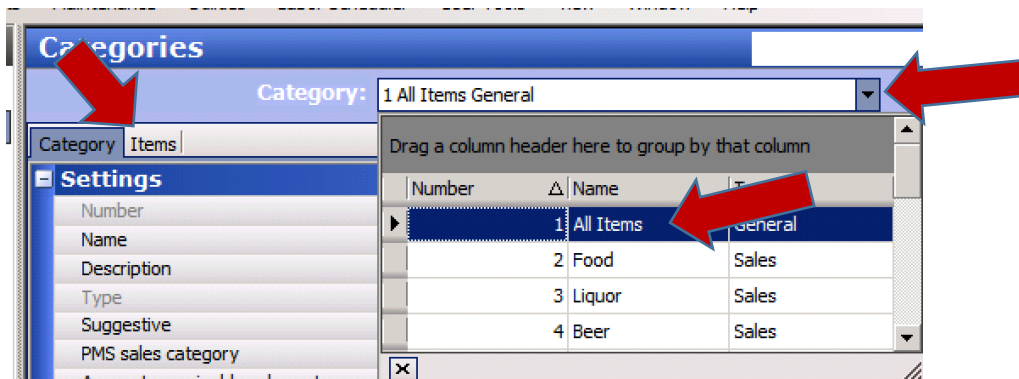 Categories
Category: 1 All Items General
Category Items
Drag a column header here to group by that column
Settings
Number Name
Number
1 All Items General
Name
2 Food Sales
Description
Type
3 Liquor Sales
Suggestive
4 Beer Sales
PMS sales category